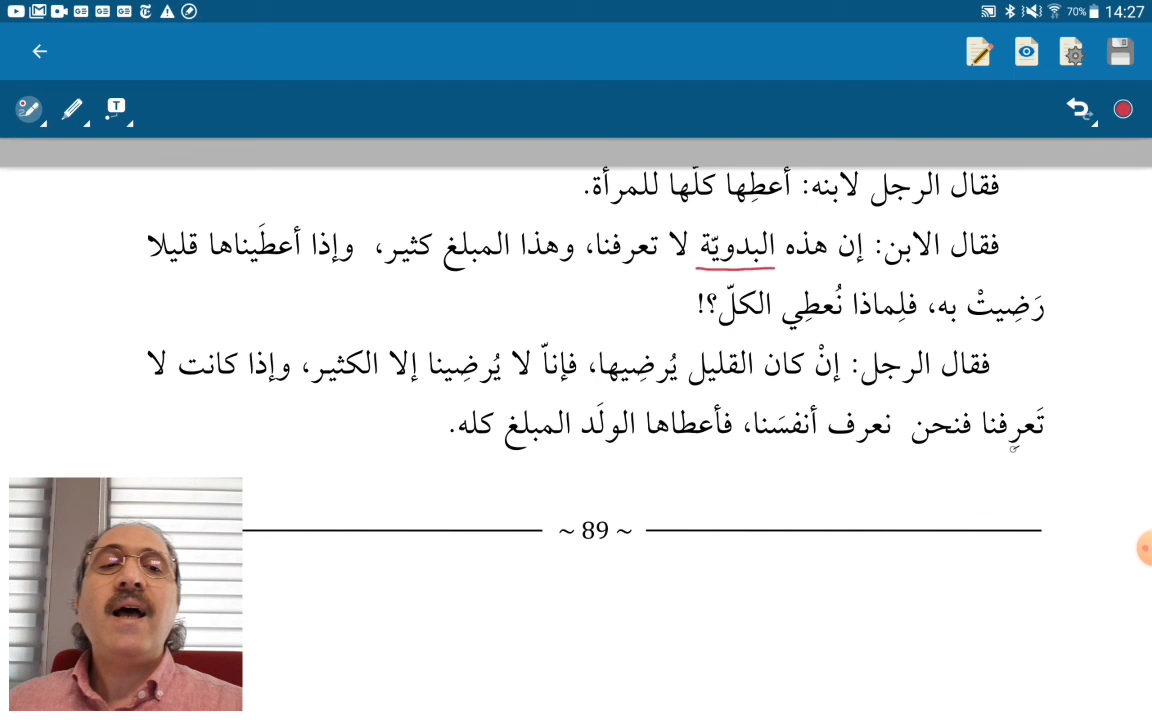 70% 14:27
T
فقال الرجل لابنه: أعطِها كلّها للمرأة.
فقال الابن: إن هذه البدويّة لا تعرفنا، وهذا المبلغ كثير، وإذا أعطَيناها قليلا
رَضِيتْ به، فلِماذا نُعطِي الكلّ؟!
فقال الرجل: إنْ كان القليل يُرضِيها، فإناّ لا يُرضِينا إلا الكثير، وإذا كانت لا
تَعرِفنا فنحن نعرف أنفسَنا، فأعطاها الولَد المبلغ كله.
~ 89 ~